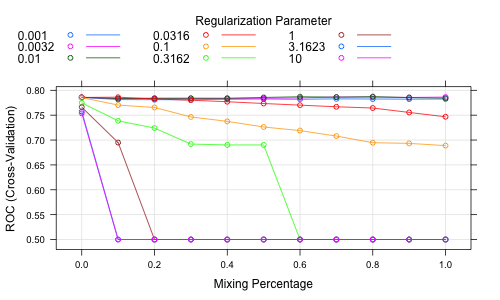 Regularization Parameter
0.001 0.0316 1
0.0032 0.1 3.1623
0.01 0.3162 10
ROC (Cross-Validation)
0.80
0.75
0.70
0.65
0.60
0.55
0.50
0.0 0.2 0.4 0.6 0.8 1.0
Mixing Percentage